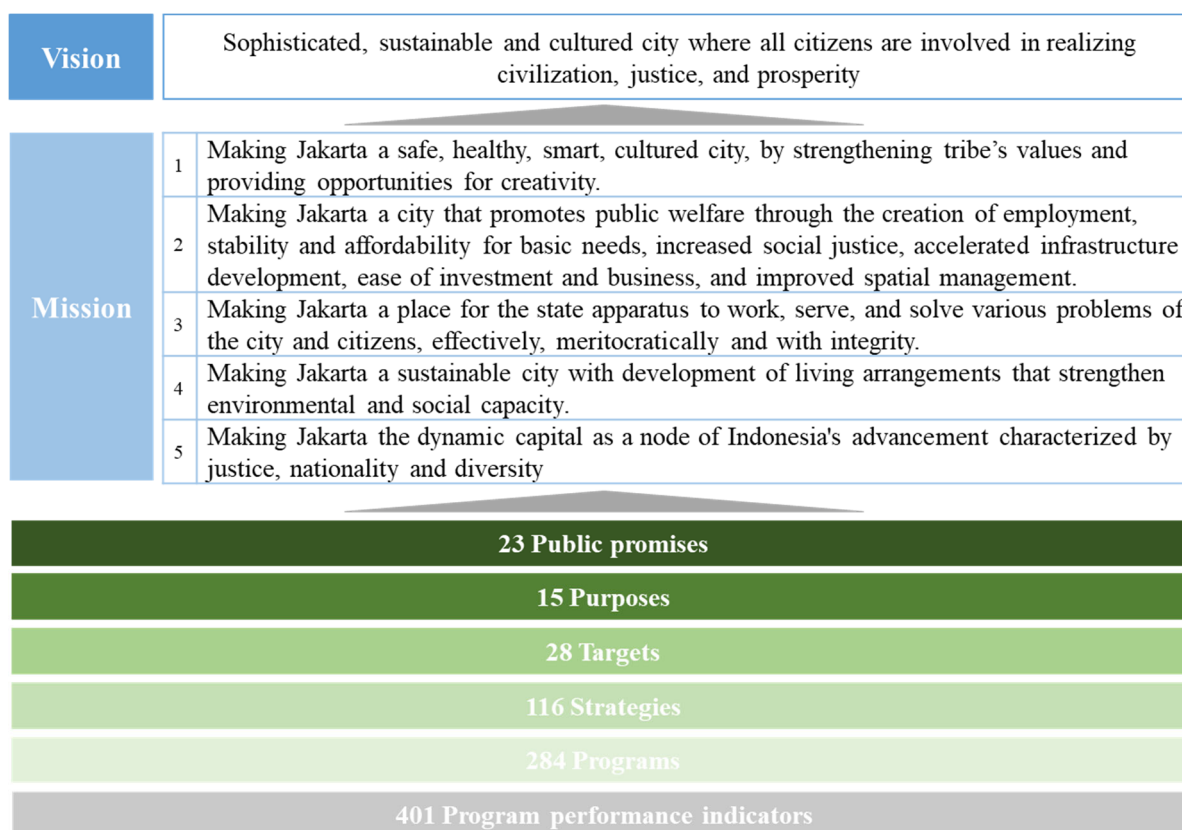 Vision
Sophisticated, sustainable and cultured city where all citizens are involved in realizing
civilization, justice, and prosperity
Mission
1
Making Jakarta a safe, healthy, smart, cultured city, by strengthening tribe’s values and
providing opportunities for creativity.
2
Making Jakarta a city that promotes public welfare through the creation of employment,
stability and affordability for basic needs, increased social justice, accelerated infrastructure
development, ease of investment and business, and improved spatial management.
3
Making Jakarta a place for the state apparatus to work, serve, and solve various problems of
the city and citizens, effectively, meritocratically and with integrity.
4
Making Jakarta a sustainable city with development of living arrangements that strengthen
environmental and social capacity.
5
Making Jakarta the dynamic capital as a node of Indonesia's advancement characterized by
justice, nationality and diversity
23 Public promises
15 Purposes
28 Targets
116 Strategies
284 Programs
401 Program performance indicators